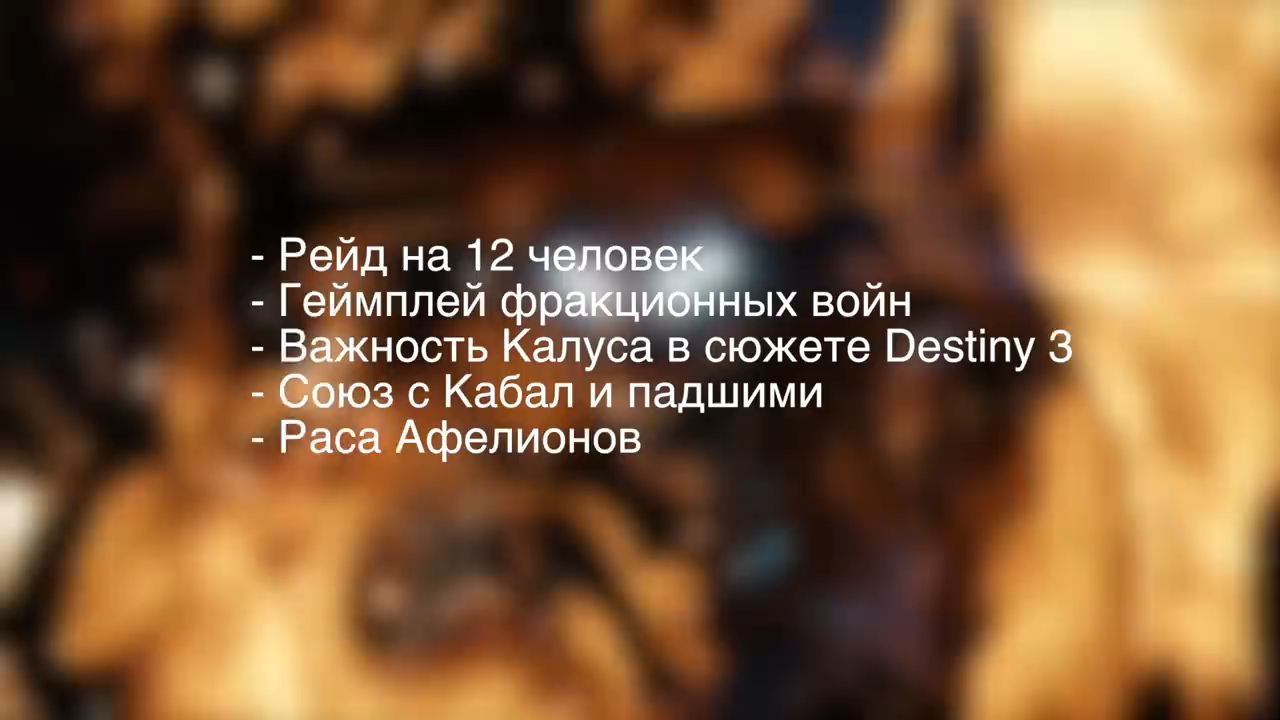 - Рейд на 12 человек
- Геймплей фракционных войн
- Важность Калуса в сюжете Destiny 3
- Союз с Кабал и падшими
- Раса Афелионов